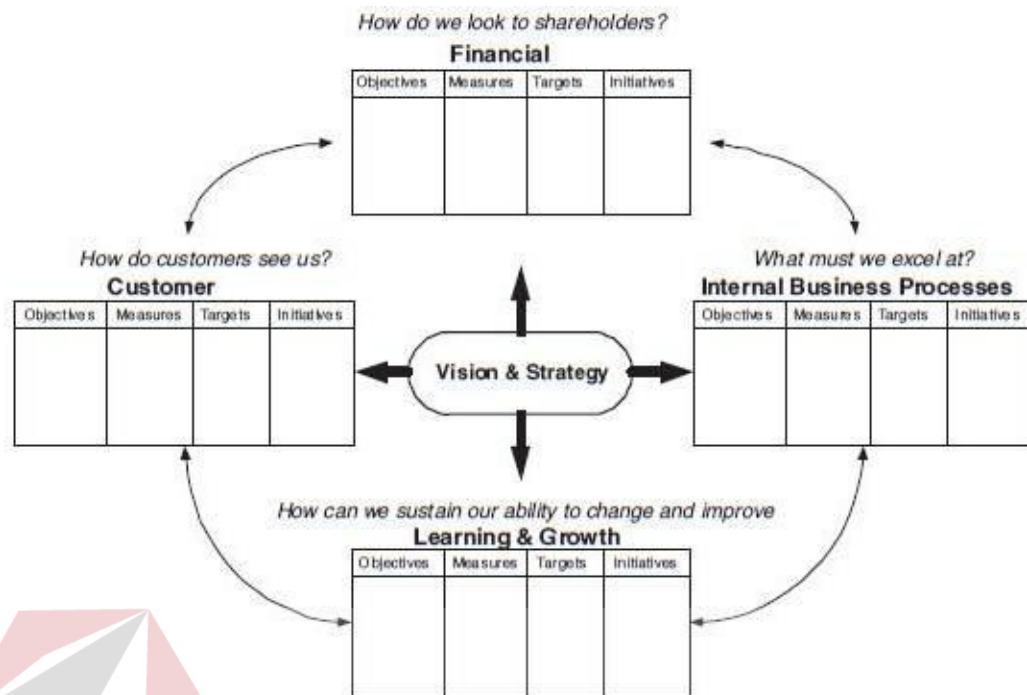 How do we look to shareholders?
Financial
Objectives Measures Targets Initiatives
How do customers see us?
Customer
Objectives Measures Targets Initiatives
What must we excel at?
Internal Business Processes
Objectives Measures Targets Initiatives
Vision & Strategy
How can we sustain our ability to change and improve
Learning & Growth
Objectives Measures Targets Initiatives